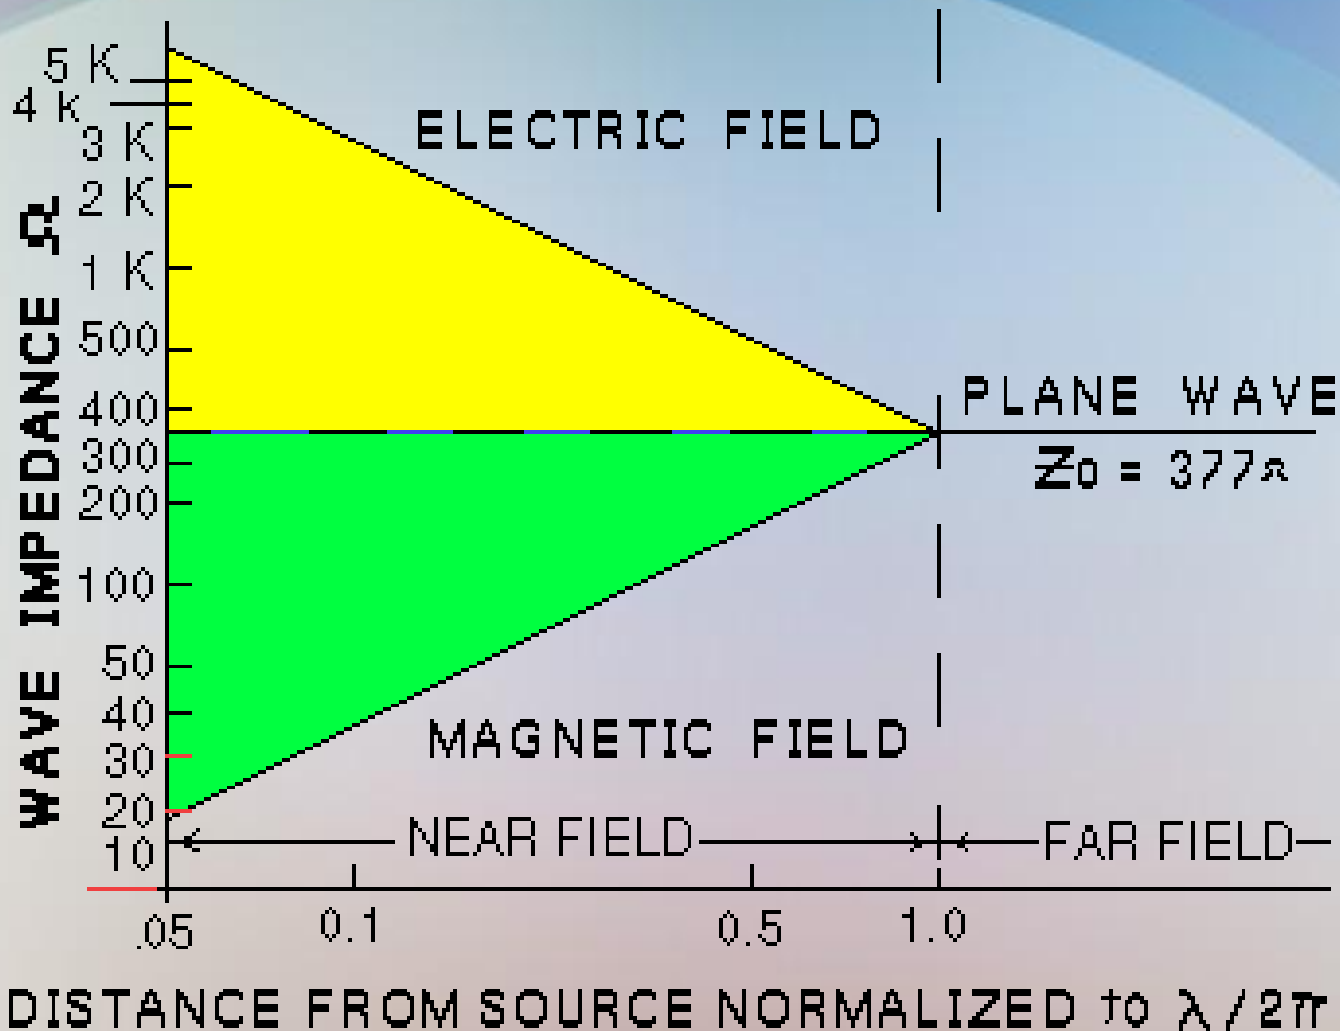 5 K
4 K
3 K
2 K
1 K
500
400
300
200
100
50
40
30
20
10
WAVE IMPEDANCE Ω
ELECTRIC FIELD
PLANE WAVE
Z0 = 377Ω
MAGNETIC FIELD
NEAR FIELD
FAR FIELD
.05 0.1 0.5 1.0
DISTANCE FROM SOURCE NORMALIZED to λ/2π